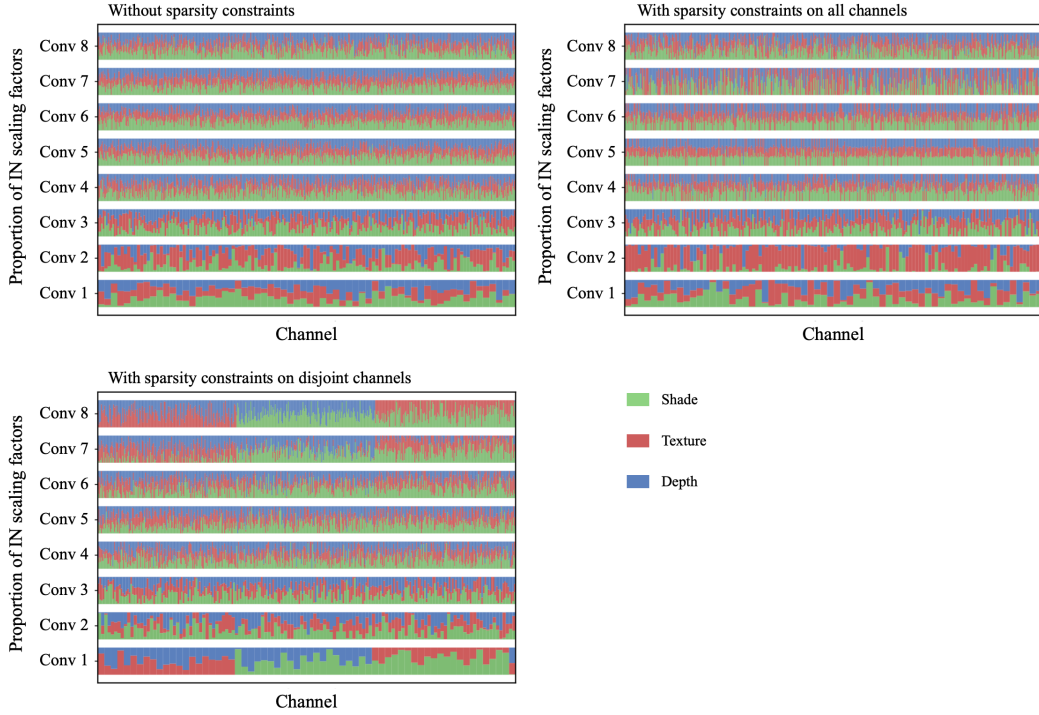 Without sparsity constraints
Proportion of IN scaling factors
Conv 8
Conv 7
Conv 6
Conv 5
Conv 4
Conv 3
Conv 2
Conv 1
Channel
With sparsity constraints on all channels
Proportion of IN scaling factors
Conv 8
Conv 7
Conv 6
Conv 5
Conv 4
Conv 3
Conv 2
Conv 1
Channel
With sparsity constraints on disjoint channels
Proportion of IN scaling factors
Conv 8
Conv 7
Conv 6
Conv 5
Conv 4
Conv 3
Conv 2
Conv 1
Channel
Shade
Texture
Depth